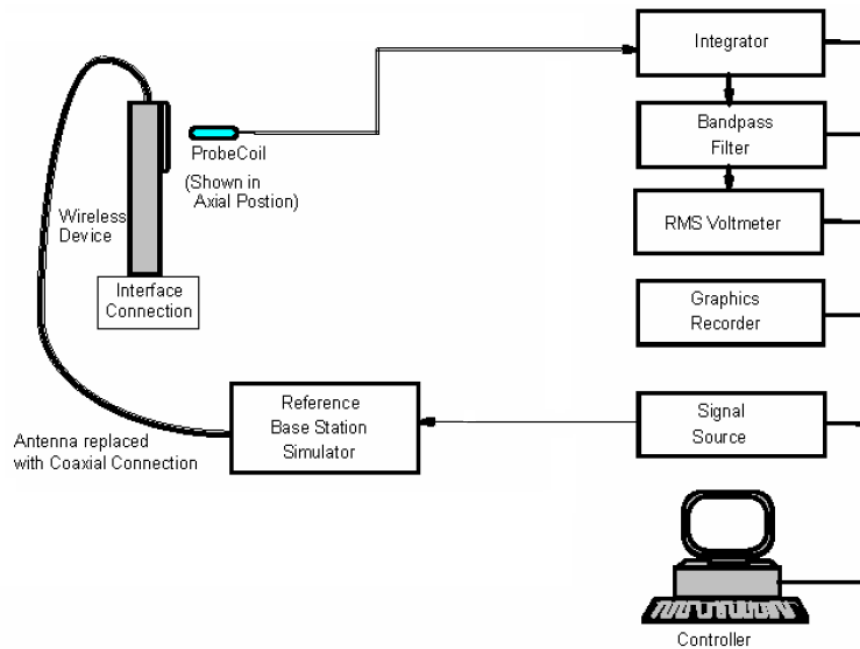 Integrator
Bandpass
Filter
RMS Voltmeter
Graphics
Recorder
Signal
Source
Controller
ProbeCoil
(Shown in
Axial Postion)
Wireless
Device
Interface
Connection
Reference
Base Station
Simulator
Antenna replaced
with Coaxial Connection